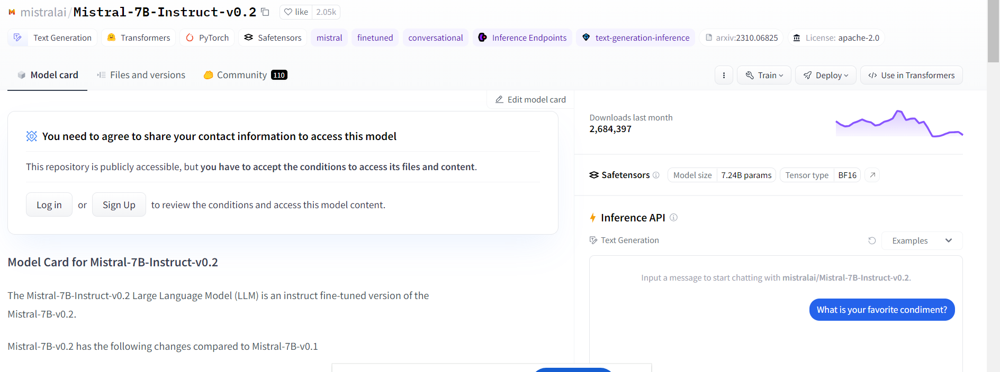 mistralai/Mistral-7B-Instruct-v0.2 like 2.05k
Text Generation Transformers PyTorch Safetensors mistral finetuned conversational Inference Endpoints text-generation-inference arxiv:2310.06825 License: apache-2.0
Model card Files and versions Community 110 Train Deploy Use in Transformers
Edit model card
You need to agree to share your contact information to access this model
This repository is publicly accessible, but you have to accept the conditions to access its files and content.
Log in or Sign Up to review the conditions and access this model content.
Model Card for Mistral-7B-Instruct-v0.2
The Mistral-7B-Instruct-v0.2 Large Language Model (LLM) is an instruct fine-tuned version of the
Mistral-7B-v0.2.
Mistral-7B-v0.2 has the following changes compared to Mistral-7B-v0.1
Downloads last month
2,684,397
Safetensors Model size 7.24B params Tensor type BF16
Inference API
Text Generation Examples
Input a message to start chatting with mistralai/Mistral-7B-Instruct-v0.2.
What is your favorite condiment?